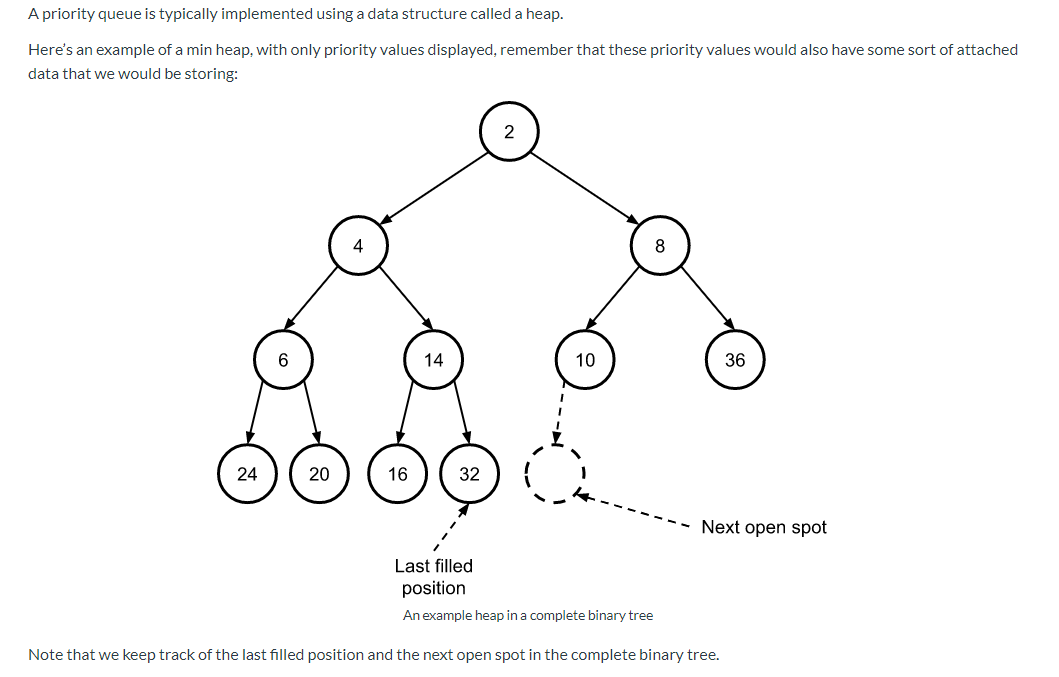 A priority queue is typically implemented using a data structure called a heap.
Here's an example of a min heap, with only priority values displayed, remember that these priority values would also have some sort of attached
data that we would be storing:
2
4 8
6 14 10 36
24 20 16 32
Next open spot
Last filled
position
An example heap in a complete binary tree
Note that we keep track of the last filled position and the next open spot in the complete binary tree.